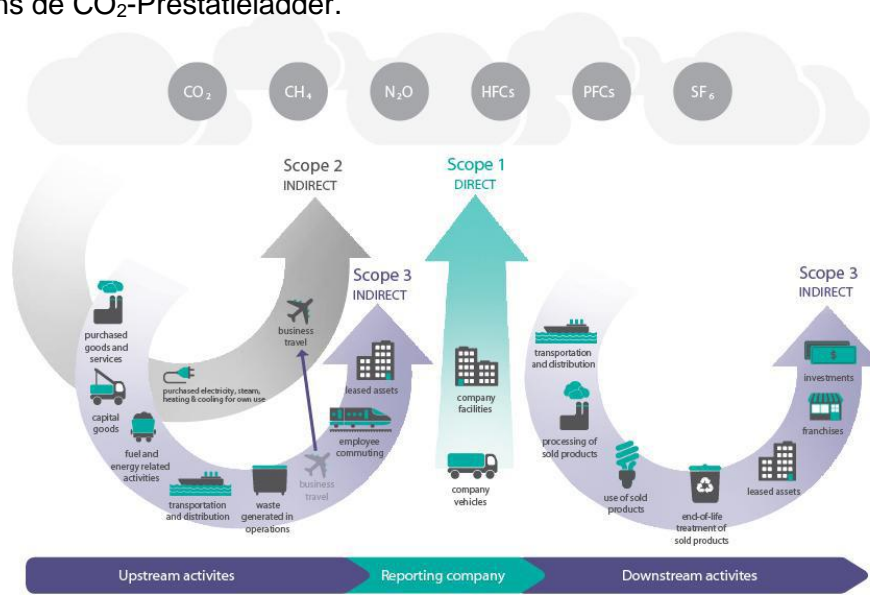 ns de CO₂-Prestatieladder.
CO₂
CH₄
N₂O
HFCs
PFCs
SF₆
Scope 2
INDIRECT
Scope 1
DIRECT
Scope 3
INDIRECT
Scope 3
INDIRECT
purchased
goods and
services
capital
goods
fuel and
energy related
activities
purchased electricity, steam,
heating & cooling for own use
transportation
and distribution
waste
generated in
operations
business
travel
business
travel
employee
commuting
leased assets
company
facilities
company
vehicles
transportation
and distribution
processing of
sold products
use of sold
products
end-of-life
treatment of
sold products
leased assets
franchises
investments
$
Upstream activites
Reporting company
Downstream activites